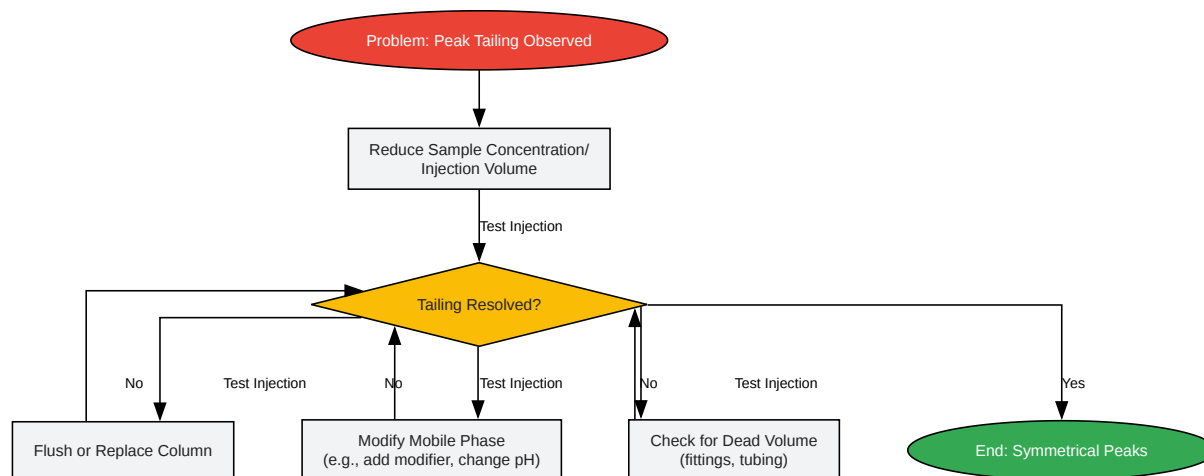 Problem: Peak Tailing Observed
Reduce Sample Concentration/
Injection Volume
Test Injection
Tailing Resolved?
No
Test Injection
No
Test Injection
No
Test Injection
Yes
Flush or Replace Column
Modify Mobile Phase
(e.g., add modifier, change pH)
Check for Dead Volume
(fittings, tubing)
End: Symmetrical Peaks